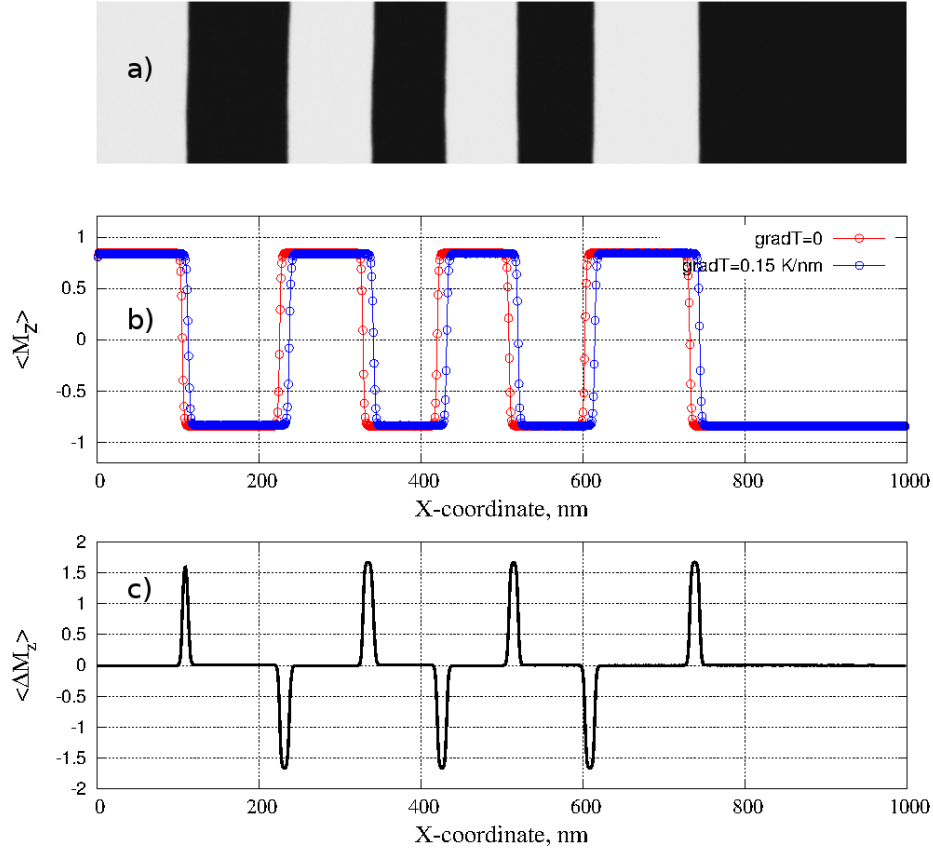 a)
1
0.5
0
-0.5
-1
<M_Z>
b)
gradT=0
gradT=0.15 K/nm
0 200 400 600 800 1000
X-coordinate, nm
2
1.5
1
0.5
0
-0.5
-1
-1.5
-2
<ΔM_z>
c)
0 200 400 600 800 1000
X-coordinate, nm